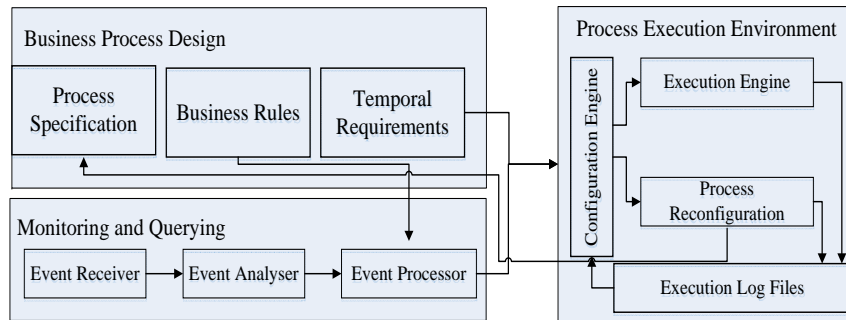 Business Process Design
Process
Specification
Business Rules
Temporal
Requirements
Monitoring and Querying
Event Receiver
Event Analyser
Event Processor
Process Execution Environment
Configuration Engine
Execution Engine
Process
Reconfiguration
Execution Log Files